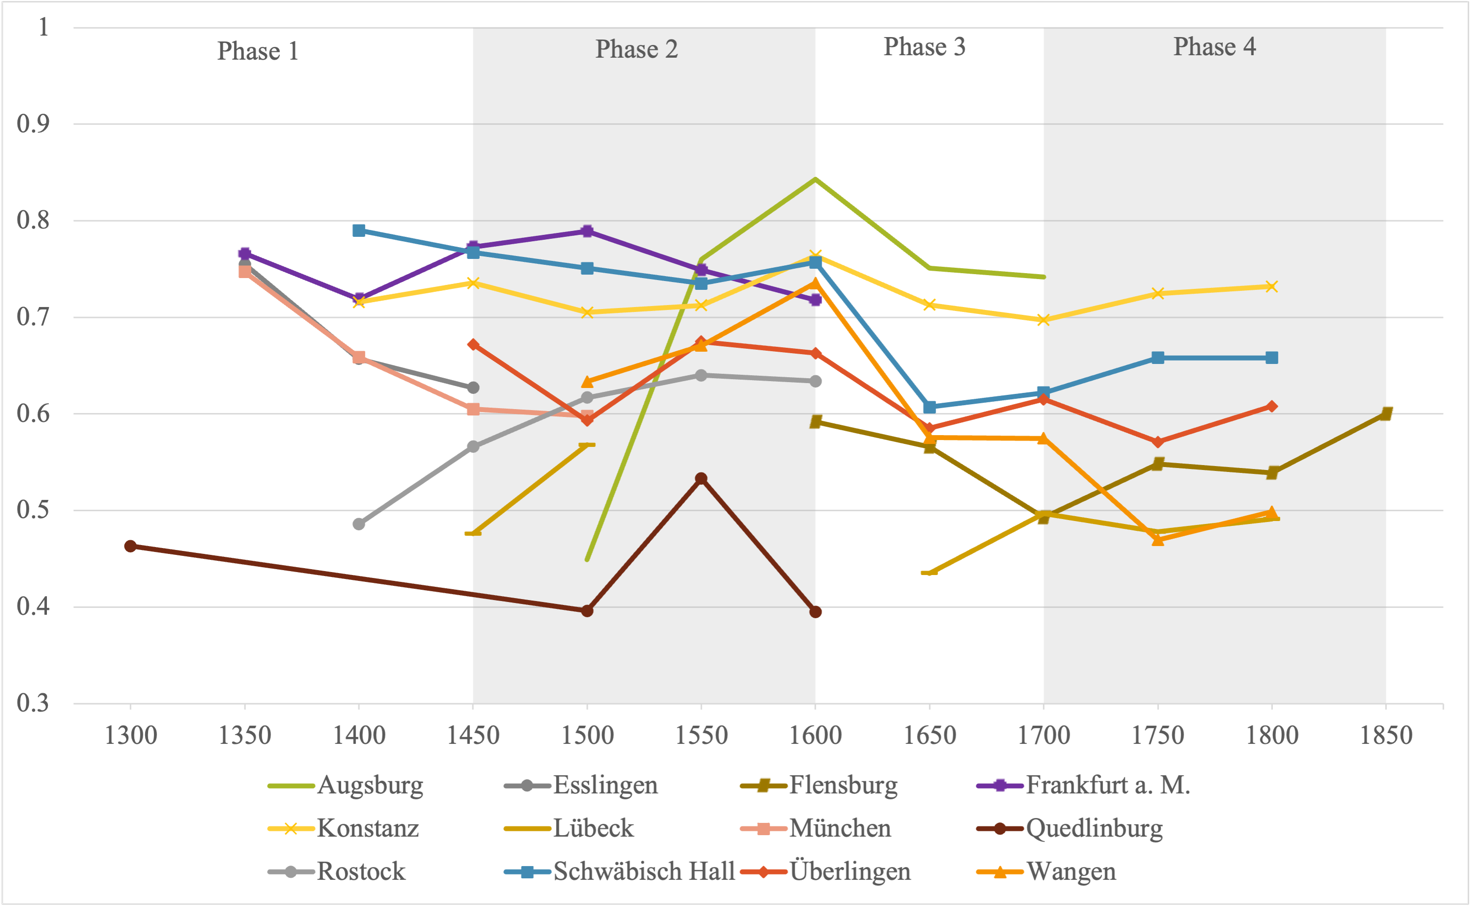 Phase 1 Phase 2 Phase 3 Phase 4
1
0.9
0.8
0.7
0.6
0.5
0.4
0.3
1300 1350 1400 1450 1500 1550 1600 1650 1700 1750 1800 1850
Augsburg Esslingen Flensburg Frankfurt a. M.
Konstanz Lübeck München Quedlinburg
Rostock Schwäbisch Hall Überlingen Wangen